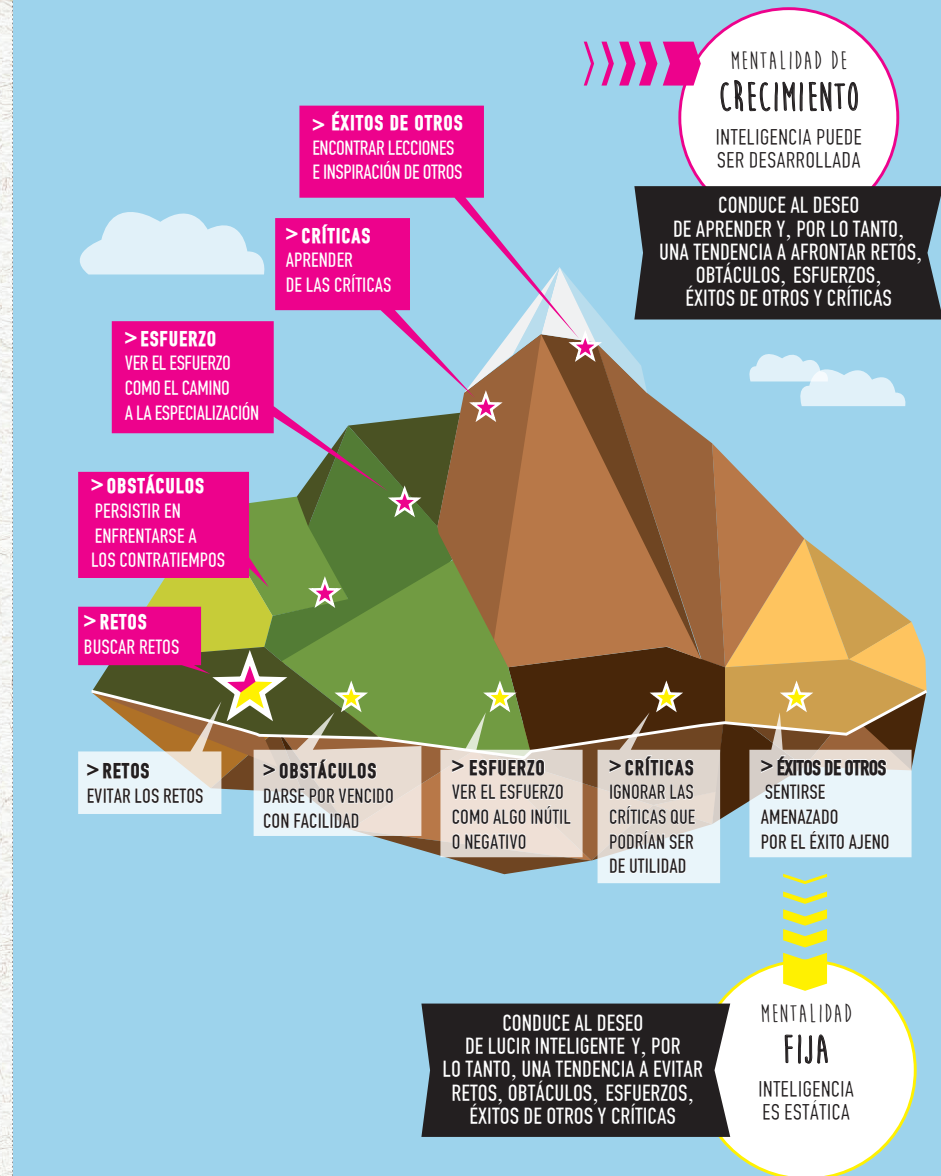 MENTALIDAD DE
CRECIMIENTO
INTELIGENCIA PUEDE
SER DESARROLLADA
CONDUCE AL DESEO
DE APRENDER Y, POR LO TANTO,
UNA TENDENCIA A AFRONTAR RETOS,
OBTÁCULOS, ESFUERZOS,
ÉXITOS DE OTROS Y CRÍTICAS
> ÉXITOS DE OTROS
ENCONTRAR LECCIONES
E INSPIRACIÓN DE OTROS
> CRÍTICAS
APRENDER
DE LAS CRÍTICAS
> ESFUERZO
VER EL ESFUERZO
COMO EL CAMINO
A LA ESPECIALIZACIÓN
> OBSTÁCULOS
PERSISTIR EN
ENFRENTARSE A
LOS CONTRATIEMPOS
> RETOS
BUSCAR RETOS
> RETOS
EVITAR LOS RETOS
> OBSTÁCULOS
DARSE POR VENCIDO
CON FACILIDAD
> ESFUERZO
VER EL ESFUERZO
COMO ALGO INÚTIL
O NEGATIVO
> CRÍTICAS
IGNORAR LAS
CRÍTICAS QUE
PODRÍAN SER
DE UTILIDAD
> ÉXITOS DE OTROS
SENTIRSE
AMENAZADO
POR EL ÉXITO AJENO
CONDUCE AL DESEO
DE LUCIR INTELIGENTE Y, POR
LO TANTO, UNA TENDENCIA A EVITAR
RETOS, OBTÁCULOS, ESFUERZOS,
ÉXITOS DE OTROS Y CRÍTICAS
MENTALIDAD
FIJA
INTELIGENCIA
ES ESTÁTICA